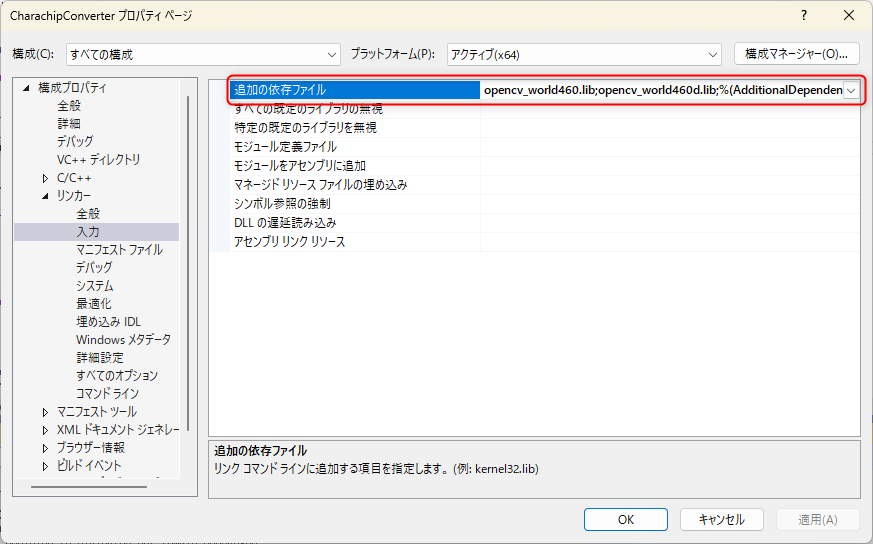 CharachipConverter プロパティ ページ
構成(C): すべての構成 プラットフォーム(P): アクティブ(x64) 構成マネージャー(O)...
構成プロパティ
全般
詳細
デバッグ
VC++ ディレクトリ
C/C++
リンカー
全般
入力
マニフェスト ファイル
デバッグ
システム
最適化
埋め込み IDL
Windows メタデータ
詳細設定
すべてのオプション
コマンド ライン
マニフェスト ツール
XML ドキュメント ジェネレー
ブラウザー情報
ビルド イベント
追加の依存ファイル opencv_world460.lib;opencv_world460d.lib;%(AdditionalDependen
すべての既定のライブラリの無視
特定の既定のライブラリを無視
モジュール定義ファイル
モジュールをアセンブリに追加
マネージド リソース ファイルの埋め込み
シンボル参照の強制
DLL の遅延読み込み
アセンブリ リンク リソース
追加の依存ファイル
リンク コマンド ラインに追加する項目を指定します。 (例: kernel32.lib)
OK キャンセル 適用(A)